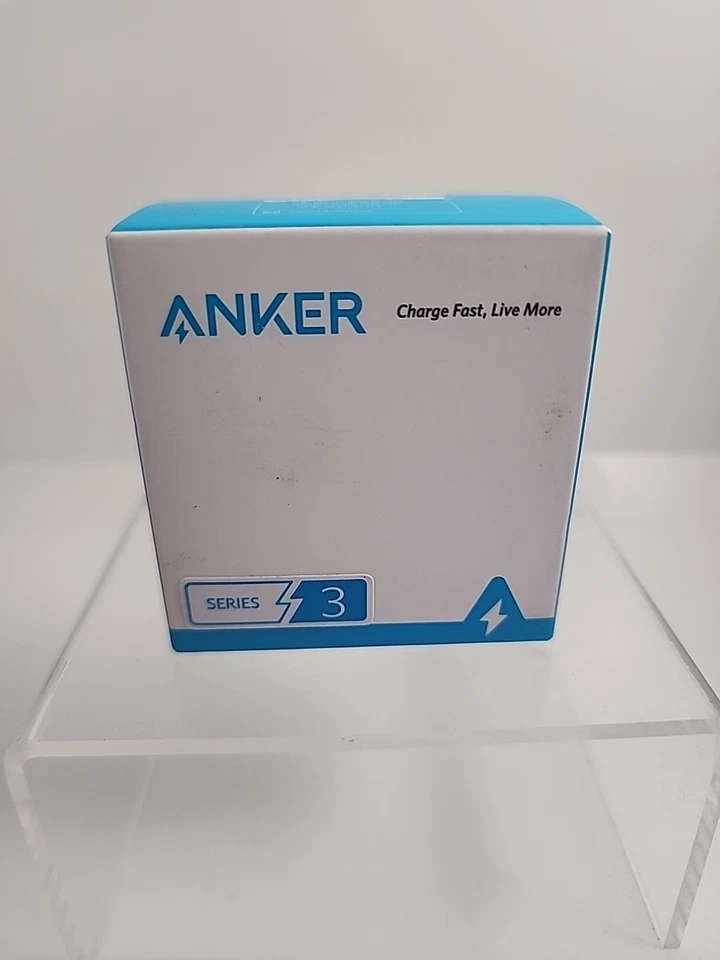 ANKER
Charge Fast, Live More
SERIES 3